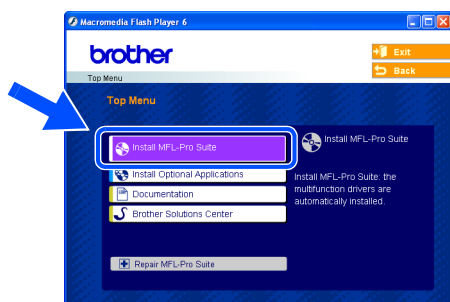 Macromedia Flash Player 6
brother
Exit
Back
Top Menu
Top Menu
Install MFL-Pro Suite
Install Optional Applications
Documentation
Brother Solutions Center
Repair MFL-Pro Suite
Install MFL-Pro Suite
Install MFL-Pro Suite: the
multifunction drivers are
automatically installed.